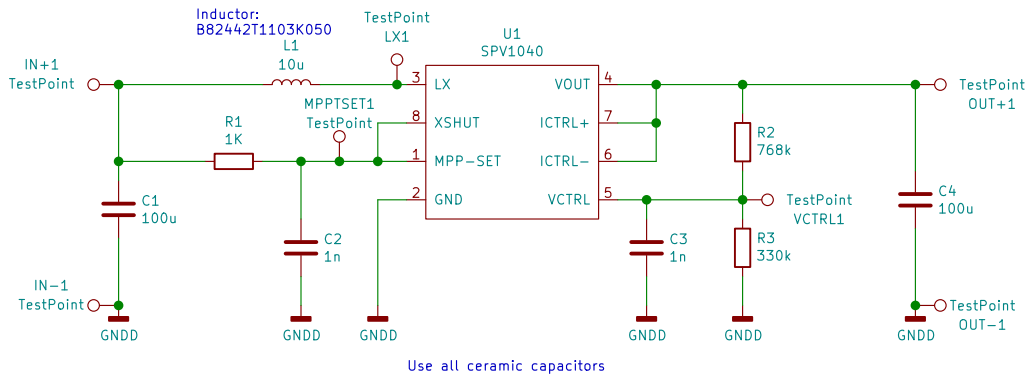 Inductor:
B82442T1103K050
L1
10u
TestPoint
LX1
U1
SPV1040
IN+1
TestPoint
MPPTSET1
TestPoint
R1
1K
3
LX
8
XSHUT
1
MPP-SET
2
GND
VOUT
4
ICTRL+
7
ICTRL-
6
VCTRL
5
TestPoint
OUT+1
R2
768k
TestPoint
VCTRL1
C1
100u
C2
1n
C3
1n
R3
330k
C4
100u
IN-1
TestPoint
TestPoint
OUT-1
GNDD
GNDD
GNDD
GNDD
GNDD
GNDD
Use all ceramic capacitors